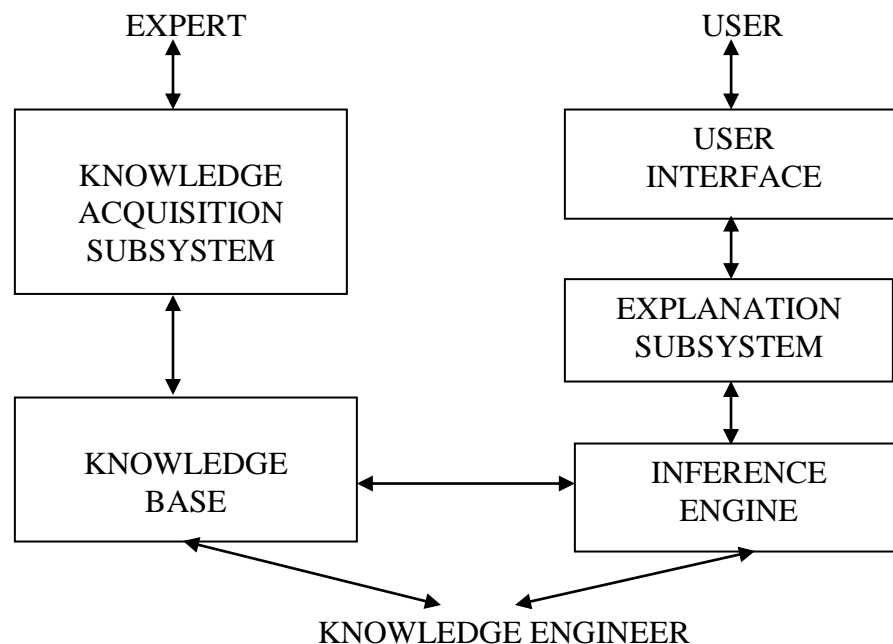 EXPERT
USER
KNOWLEDGE
ACQUISITION
SUBSYSTEM
USER
INTERFACE
EXPLANATION
SUBSYSTEM
KNOWLEDGE
BASE
INFERENCE
ENGINE
KNOWLEDGE ENGINEER